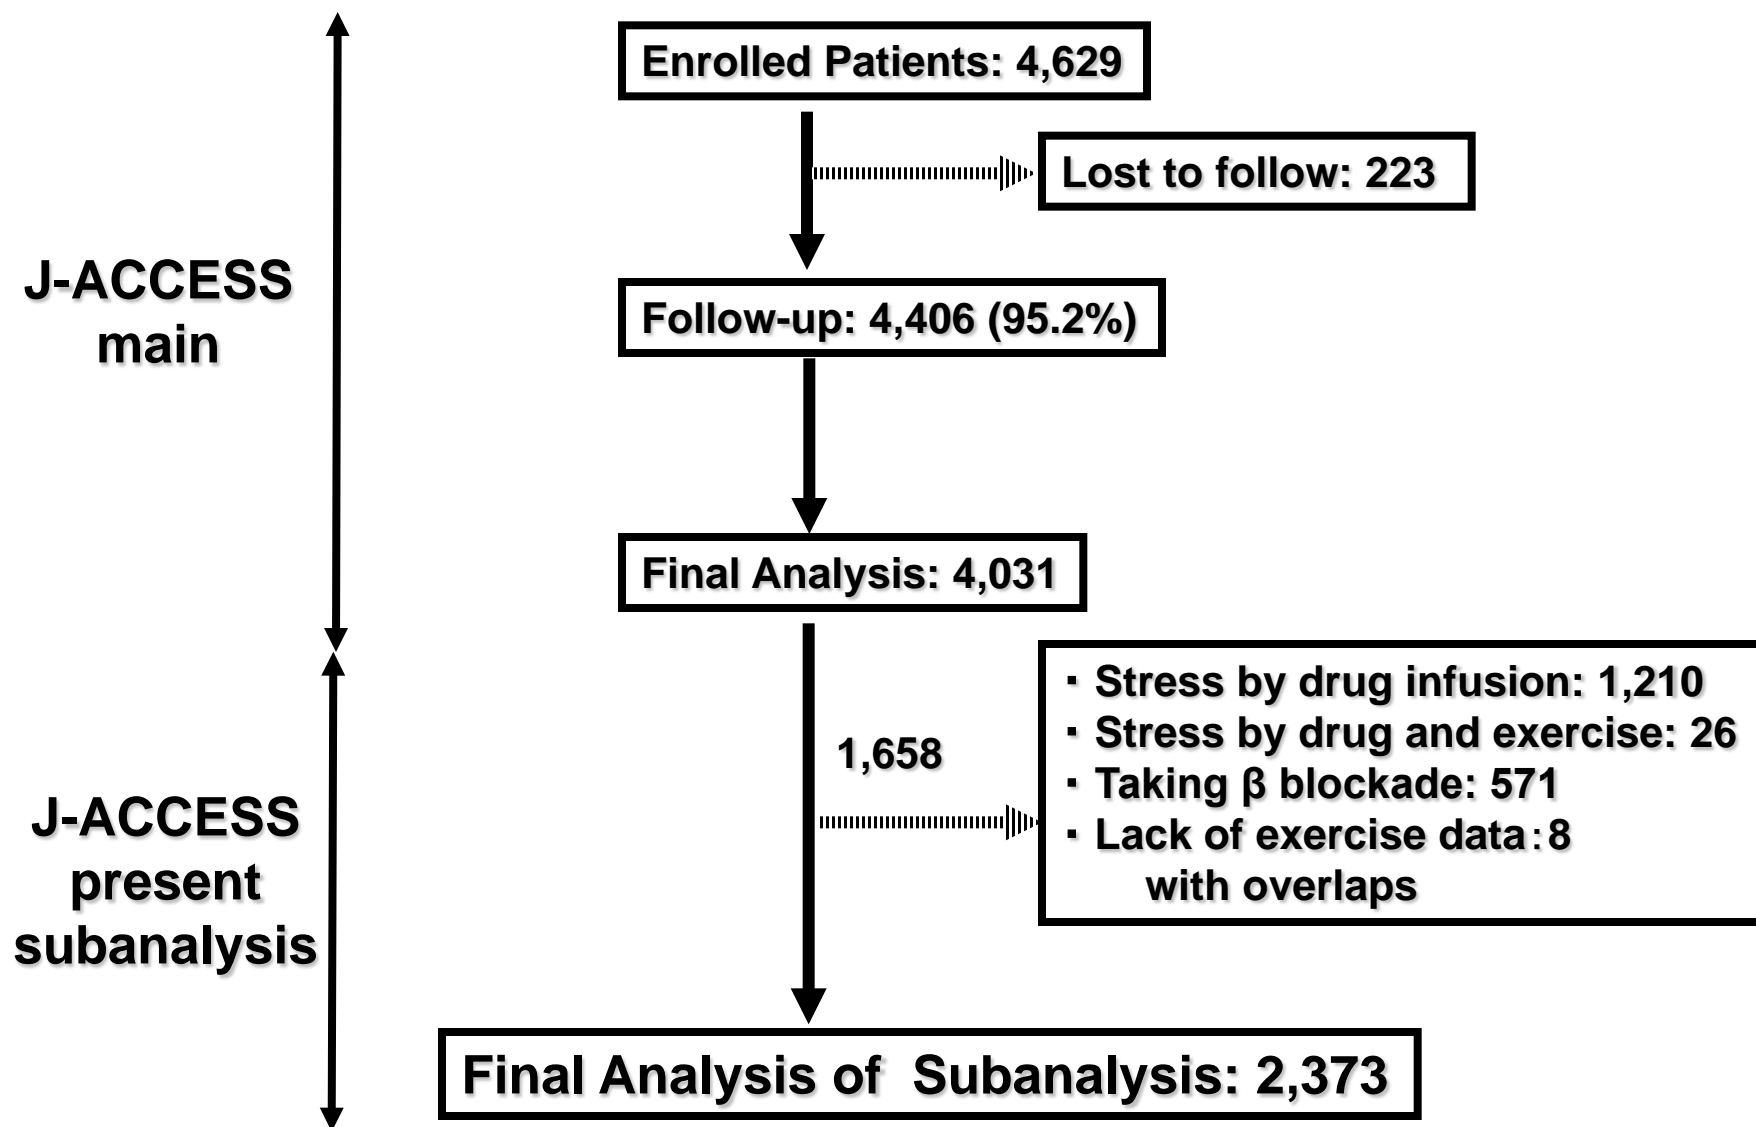 Enrolled Patients: 4,629
Lost to follow: 223
J-ACCESS
main
Follow-up: 4,406 (95.2%)
Final Analysis: 4,031
J-ACCESS
present
subanalysis
1,658
・Stress by drug infusion: 1,210
・Stress by drug and exercise: 26
・Taking β blockade: 571
・Lack of exercise data：8
with overlaps
Final Analysis of Subanalysis: 2,373